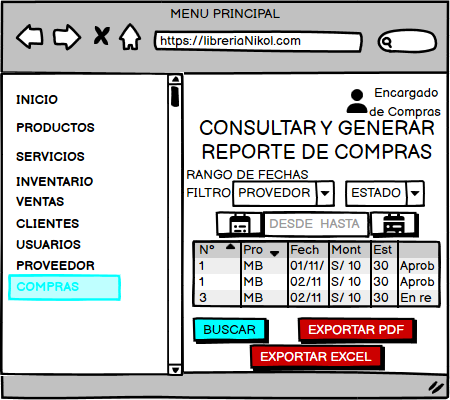 MENU PRINCIPAL
https://libreriaNikol.com
INICIO
PRODUCTOS
SERVICIOS
INVENTARIO
VENTAS
CLIENTES
USUARIOS
PROVEEDOR
COMPRAS
Encargado
de Compras
CONSULTAR Y GENERAR
REPORTE DE COMPRAS
RANGO DE FECHAS
FILTRO PROVEDOR ESTADO
DESDE HASTA
N° Pro Fech Mont Est
1 MB 01/11/ S/ 10 30 Aprob
1 MB 02/11 S/ 10 30 Aprob
3 MB 02/11 S/ 10 30 En re
BUSCAR EXPORTAR PDF
EXPORTAR EXCEL